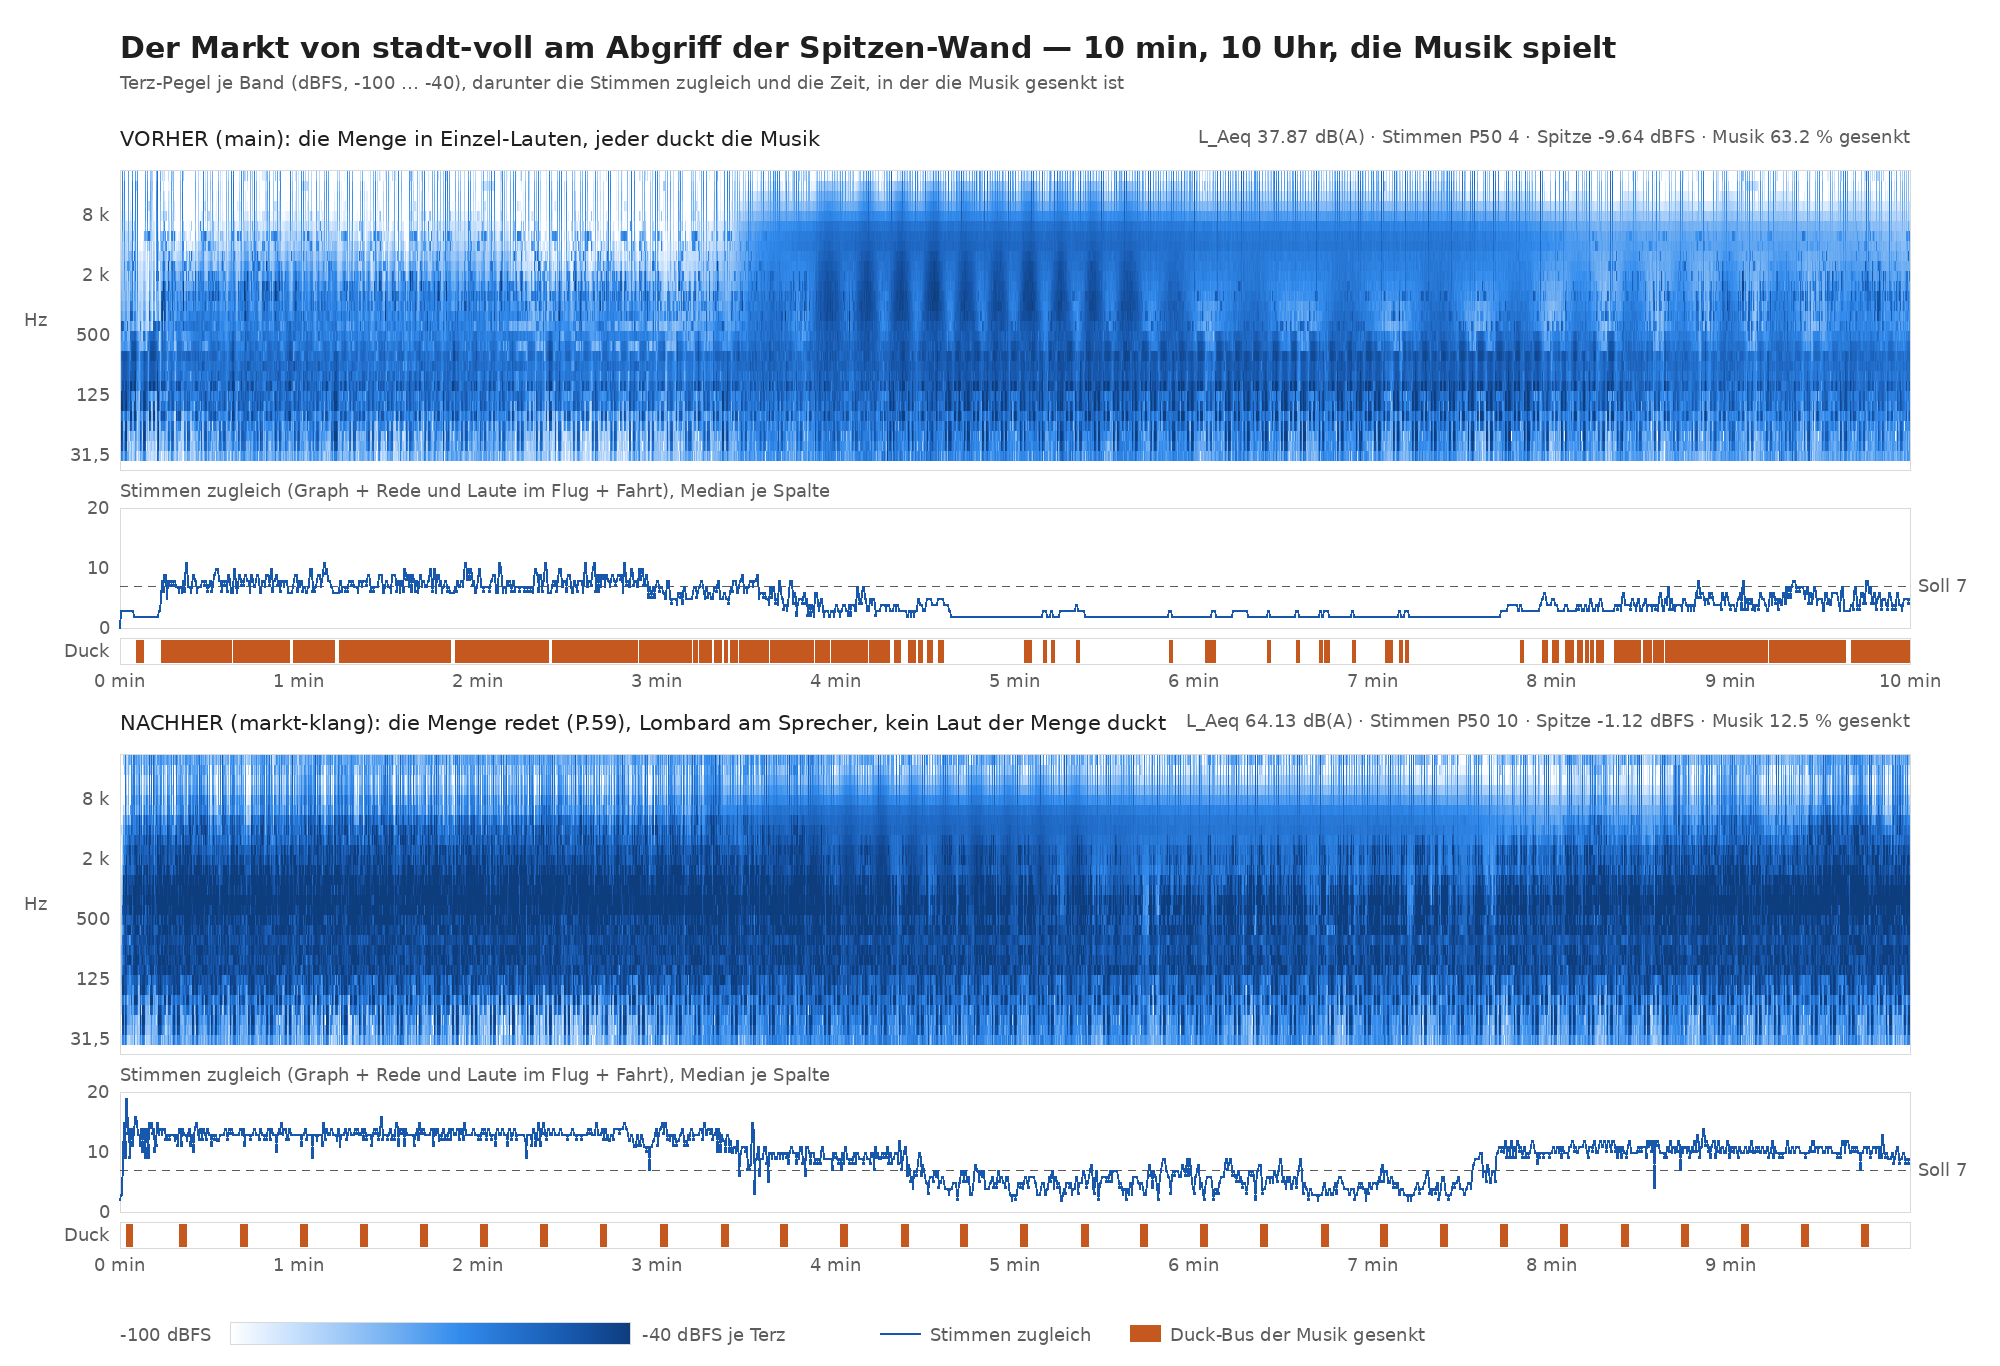 Der Markt von stadt-voll am Abgriff der Spitzen-Wand — 10 min, 10 Uhr, die Musik spielt
Terz-Pegel je Band (dBFS, -100 … -40), darunter die Stimmen zugleich und die Zeit, in der die Musik gesenkt ist
VORHER (main): die Menge in Einzel-Lauten, jeder duckt die Musik
L_Aeq 37.87 dB(A) · Stimmen P50 4 · Spitze -9.64 dBFS · Musik 63.2 % gesenkt
8 k
2 k
Hz
500
125
31,5
Stimmen zugleich (Graph + Rede und Laute im Flug + Fahrt), Median je Spalte
20
10
Soll 7
0
Duck
0 min 1 min 2 min 3 min 4 min 5 min 6 min 7 min 8 min 9 min 10 min
NACHHER (markt-klang): die Menge redet (P.59), Lombard am Sprecher, kein Laut der Menge duckt
L_Aeq 64.13 dB(A) · Stimmen P50 10 · Spitze -1.12 dBFS · Musik 12.5 % gesenkt
8 k
2 k
Hz
500
125
31,5
Stimmen zugleich (Graph + Rede und Laute im Flug + Fahrt), Median je Spalte
20
10
Soll 7
0
Duck
0 min 1 min 2 min 3 min 4 min 5 min 6 min 7 min 8 min 9 min
-100 dBFS
-40 dBFS je Terz
Stimmen zugleich
Duck-Bus der Musik gesenkt